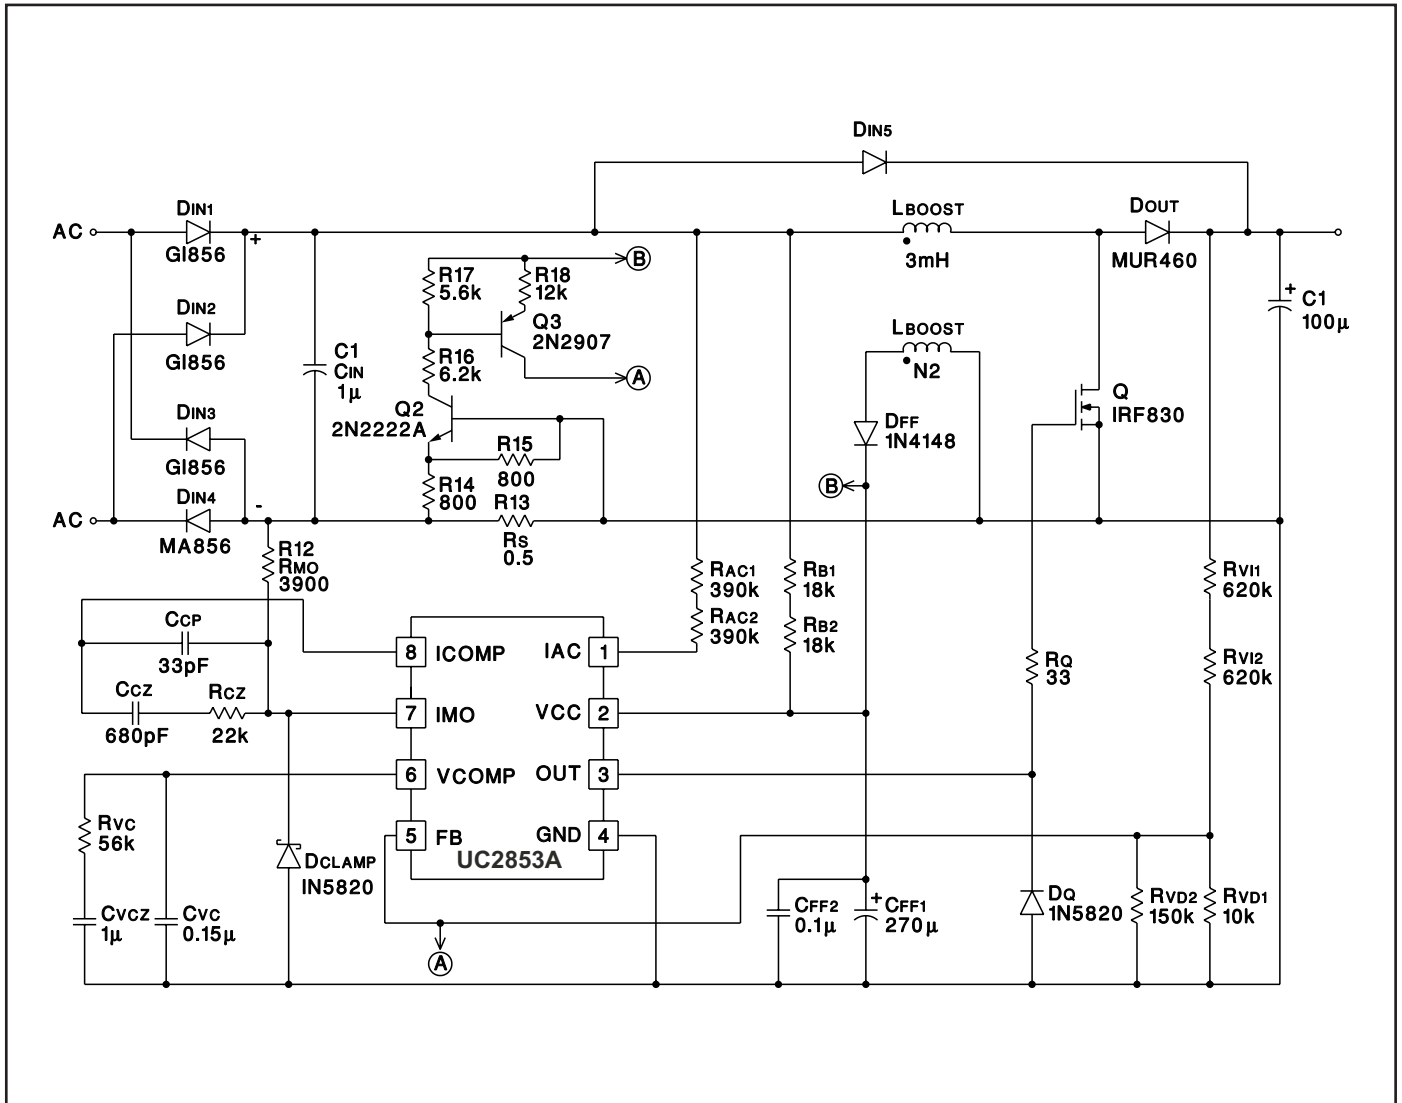 DIN5
AC
DIN1
GI856
+
LBOOST
3mH
DOUT
MUR460
B
R17
5.6k
R18
12k
DIN2
GI856
Q3
2N2907
+
C1
100μ
LBOOST
N2
C1
CIN
1μ
R16
6.2k
A
Q
IRF830
DIN3
GI856
Q2
2N2222A
DFF
1N4148
R15
800
B
R14
800
R13
RS
0.5
AC
DIN4
MA856
-
R12
RMO
3900
RAC1
390k
RAC2
390k
RB1
18k
RB2
18k
RVI1
620k
CCP
33pF
8 ICOMP
IAC 1
RQ
33
RVI2
620k
CCZ
680pF
RCZ
22k
7 IMO
VCC 2
6 VCOMP
OUT 3
RVC
56k
5 FB
GND 4
UC2853A
DCLAMP
IN5820
CVCZ
1μ
CVC
0.15μ
CFF2
0.1μ
+
CFF1
270μ
DQ
1N5820
RVD2
150k
RVD1
10k
A